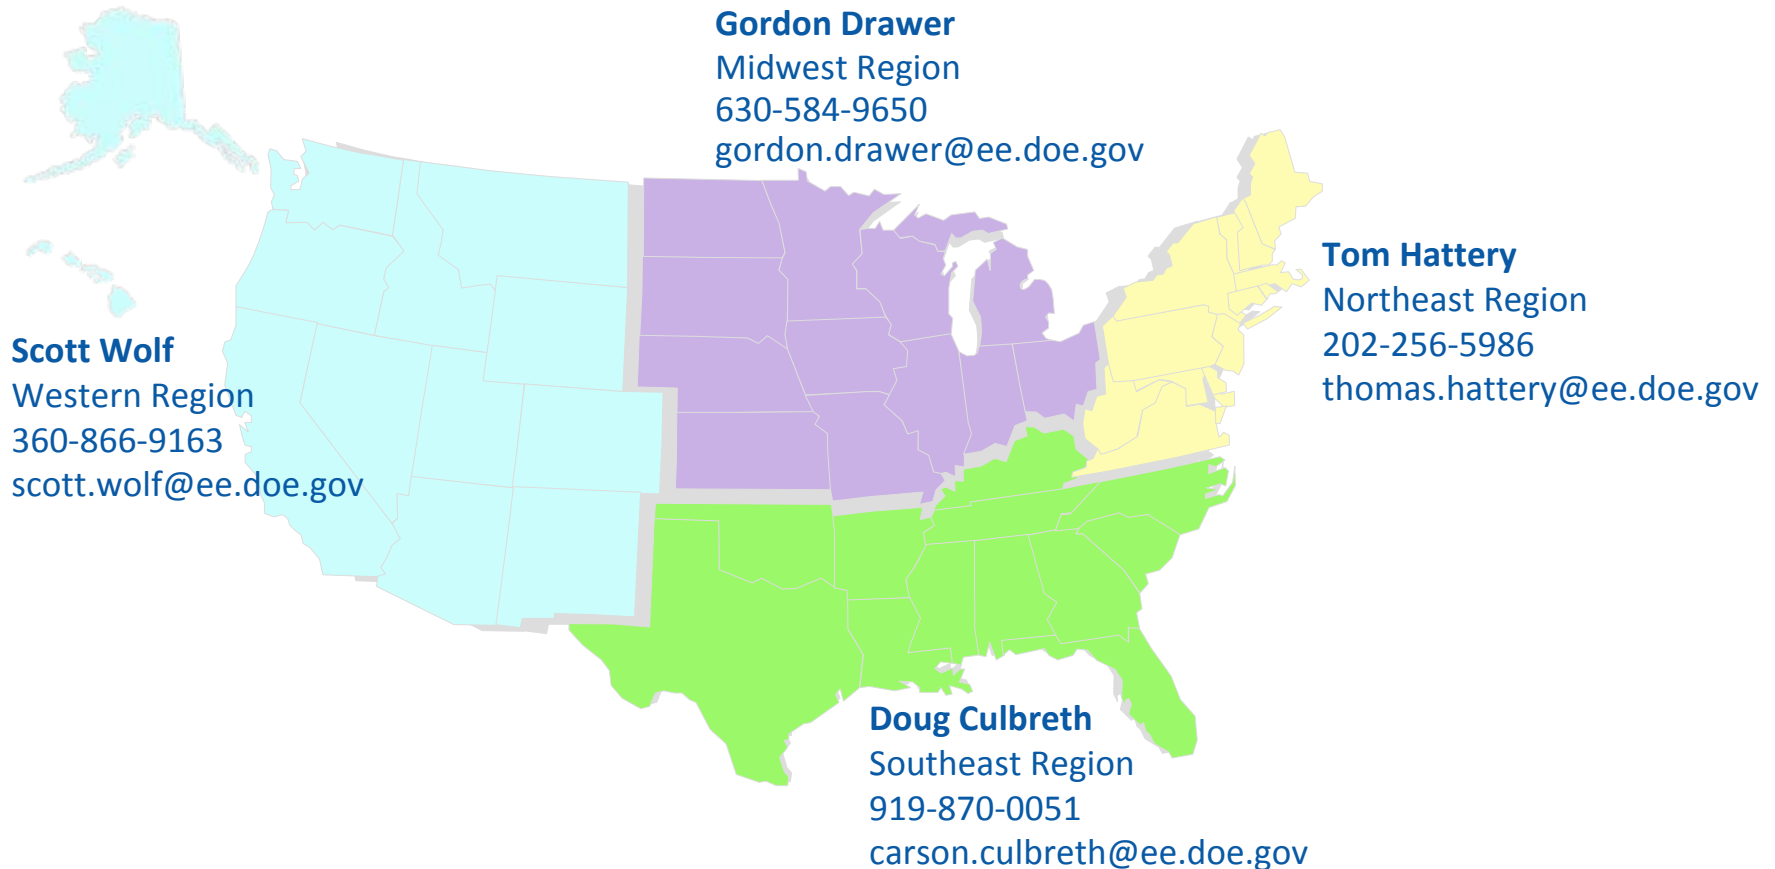 Gordon Drawer
Midwest Region
630-584-9650
gordon.drawer@ee.doe.gov
Tom Hattery
Northeast Region
202-256-5986
thomas.hattery@ee.doe.gov
Scott Wolf
Western Region
360-866-9163
scott.wolf@ee.doe.gov
Doug Culbreth
Southeast Region
919-870-0051
carson.culbreth@ee.doe.gov